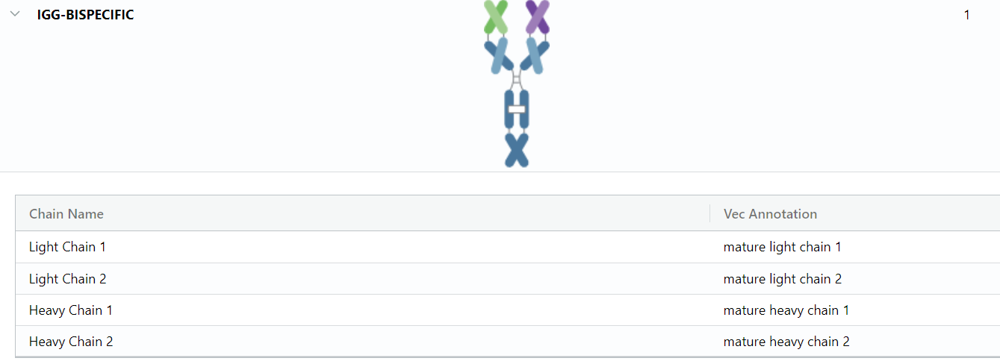 IGG-BISPECIFIC 1
Chain Name Vec Annotation
Light Chain 1 mature light chain 1
Light Chain 2 mature light chain 2
Heavy Chain 1 mature heavy chain 1
Heavy Chain 2 mature heavy chain 2